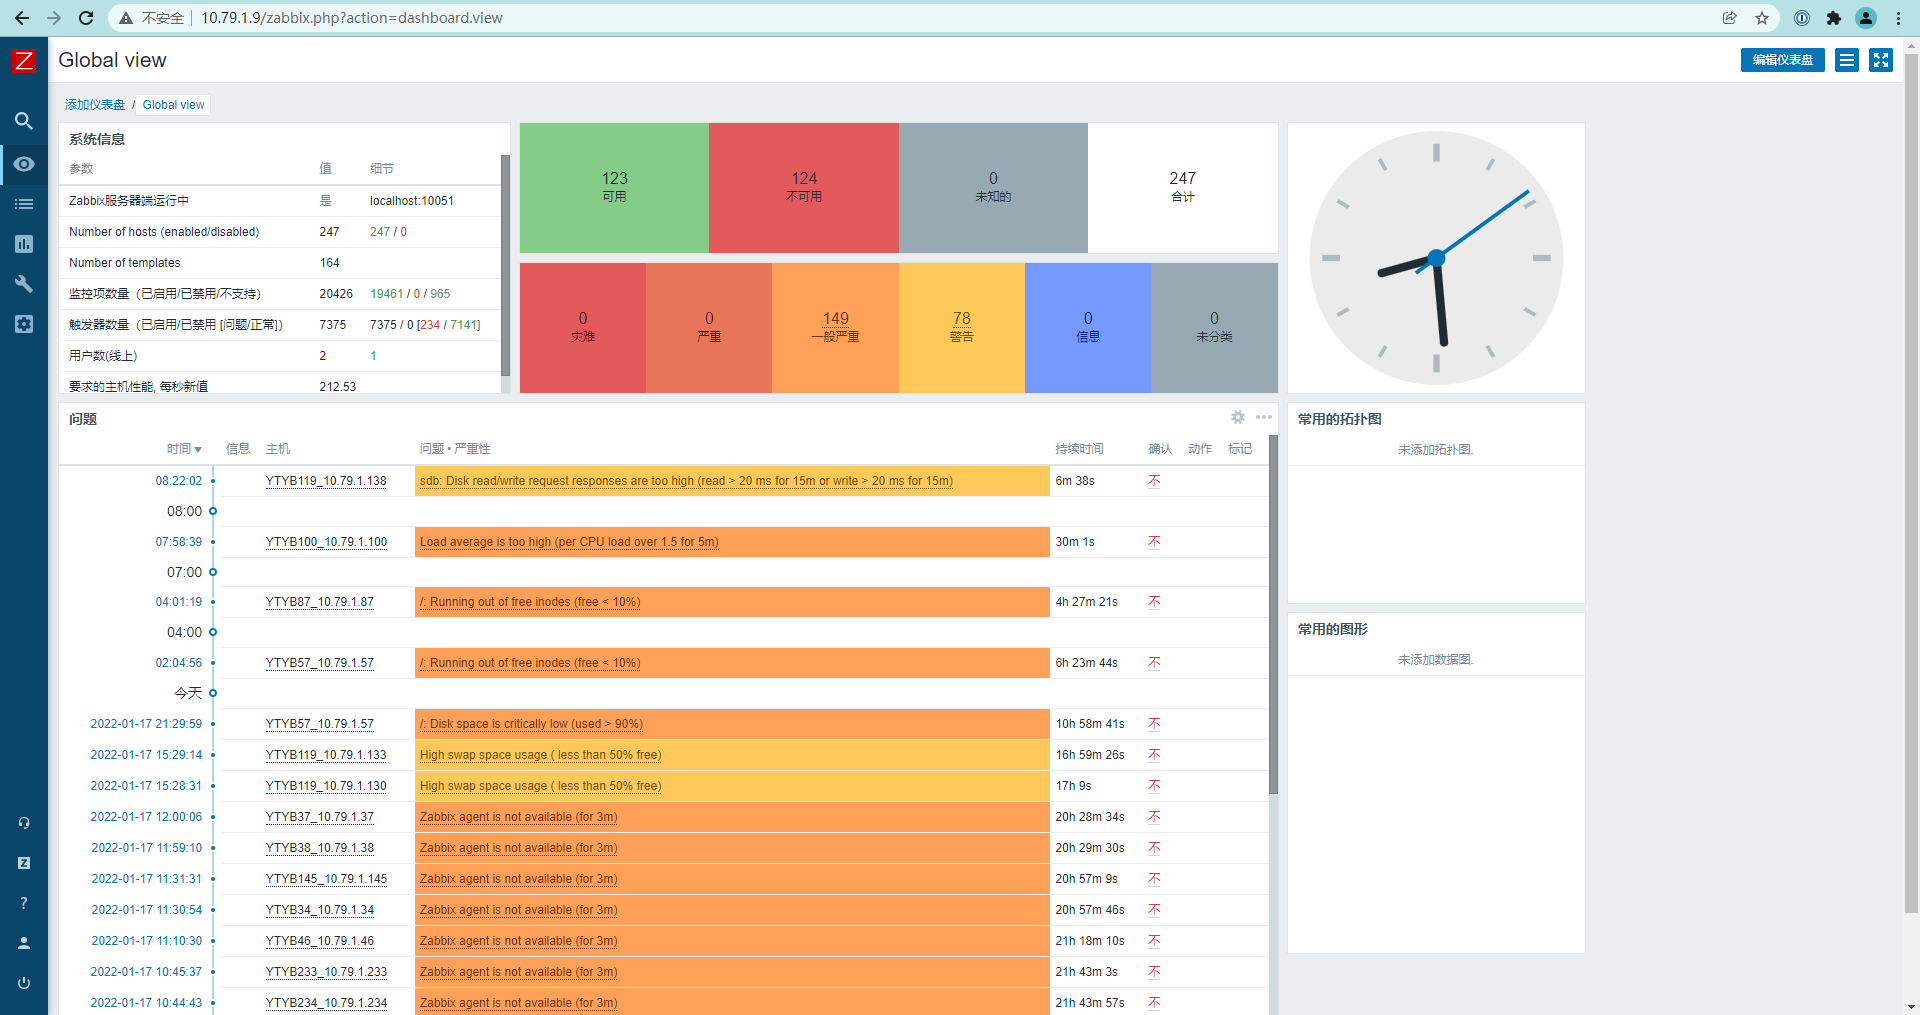 不安全 10.79.1.9/zabbix.php?action=dashboard.view
Z
Global view
编辑仪表盘
添加仪表盘 / Global view
系统信息
参数 值 细节
Zabbix服务器端运行中 是 localhost:10051
Number of hosts (enabled/disabled) 247 247 / 0
Number of templates 164
监控项数量（已启用/已禁用/不支持） 20426 19461 / 0 / 965
触发器数量（已启用/已禁用 [问题/正常]） 7375 7375 / 0 [234 / 7141]
用户数(线上) 2 1
要求的主机性能, 每秒新值 212.53
123 124 0 247
可用 不可用 未知的 合计
0 0 149 78 0 0
灾难 严重 一般严重 警告 信息 未分类
问题
时间 信息 主机 问题 • 严重性 持续时间 确认 动作 标记
08:22:02 YTYB119_10.79.1.138 sdb: Disk read/write request responses are too high (read > 20 ms for 15m or write > 20 ms for 15m) 6m 38s 不
08:00
07:58:39 YTYB100_10.79.1.100 Load average is too high (per CPU load over 1.5 for 5m) 30m 1s 不
07:00
04:01:19 YTYB87_10.79.1.87 /: Running out of free inodes (free < 10%) 4h 27m 21s 不
04:00
02:04:56 YTYB57_10.79.1.57 /: Running out of free inodes (free < 10%) 6h 23m 44s 不
今天
2022-01-17 21:29:59 YTYB57_10.79.1.57 /: Disk space is critically low (used > 90%) 10h 58m 41s 不
2022-01-17 15:29:14 YTYB119_10.79.1.133 High swap space usage ( less than 50% free) 16h 59m 26s 不
2022-01-17 15:28:31 YTYB119_10.79.1.130 High swap space usage ( less than 50% free) 17h 9s 不
2022-01-17 12:00:06 YTYB37_10.79.1.37 Zabbix agent is not available (for 3m) 20h 28m 34s 不
2022-01-17 11:59:10 YTYB38_10.79.1.38 Zabbix agent is not available (for 3m) 20h 29m 30s 不
2022-01-17 11:31:31 YTYB145_10.79.1.145 Zabbix agent is not available (for 3m) 20h 57m 9s 不
2022-01-17 11:30:54 YTYB34_10.79.1.34 Zabbix agent is not available (for 3m) 20h 57m 46s 不
2022-01-17 11:10:30 YTYB46_10.79.1.46 Zabbix agent is not available (for 3m) 21h 18m 10s 不
2022-01-17 10:45:37 YTYB233_10.79.1.233 Zabbix agent is not available (for 3m) 21h 43m 3s 不
2022-01-17 10:44:43 YTYB234_10.79.1.234 Zabbix agent is not available (for 3m) 21h 43m 57s 不
常用的拓扑图
未添加拓扑图.
常用的图形
未添加数据图.
Z
?